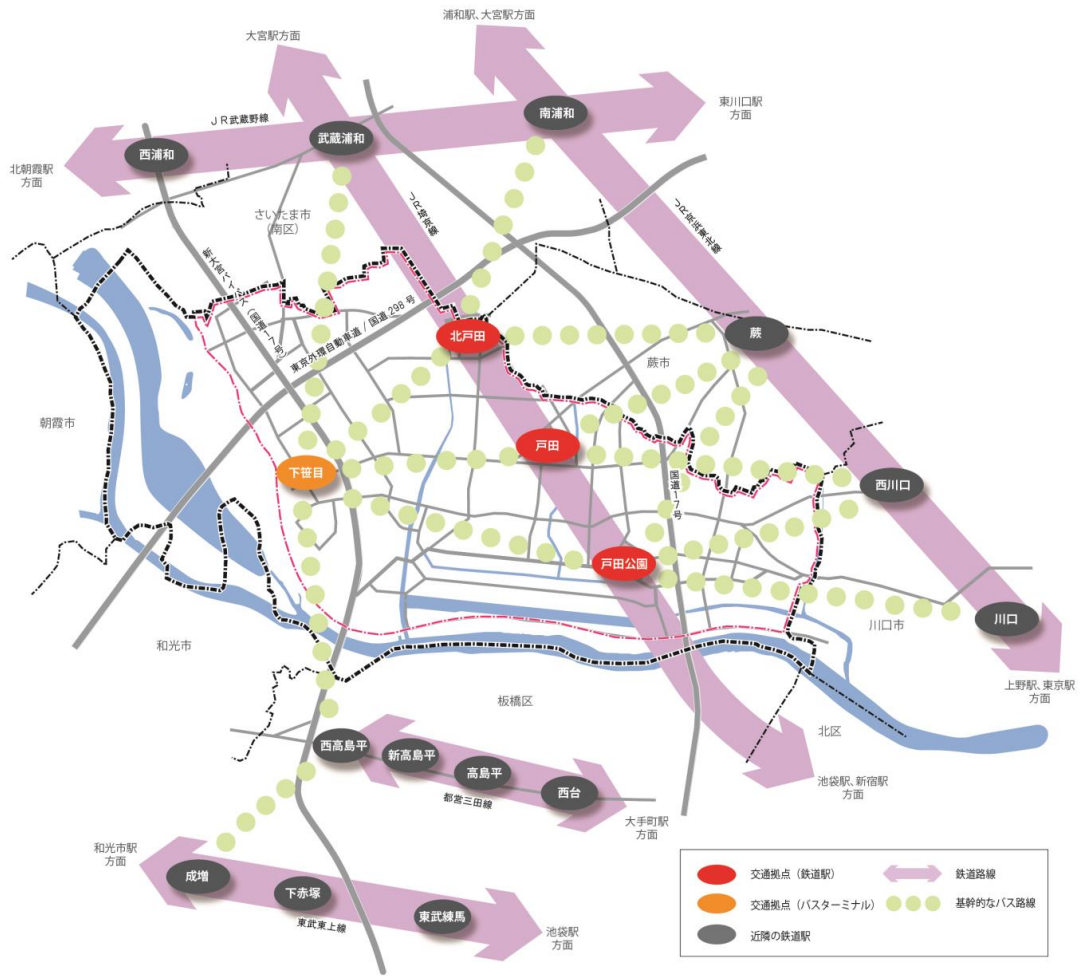 浦和駅、大宮駅方面
大宮駅方面
東川口駅
方面
南浦和
JR武蔵野線
武蔵浦和
西浦和
北朝霞駅
方面
さいたま市
(南区)
JR埼京線
JR京浜東北線
新大宮バイパス(国道17号)
東京外環自動車道/国道298号
北戸田
蕨
蕨市
朝霞市
戸田
下笹目
国道17号
西川口
戸田公園
川口市
川口
和光市
上野駅、東京駅
方面
板橋区
北区
西高島平
新高島平
高島平
西台
都営三田線
池袋駅、新宿駅
方面
大手町駅
方面
和光市駅
方面
成増
下赤塚
東武練馬
東武東上線
池袋駅
方面
交通拠点(鉄道駅)
鉄道路線
交通拠点(バスターミナル)
基幹的なバス路線
近隣の鉄道駅